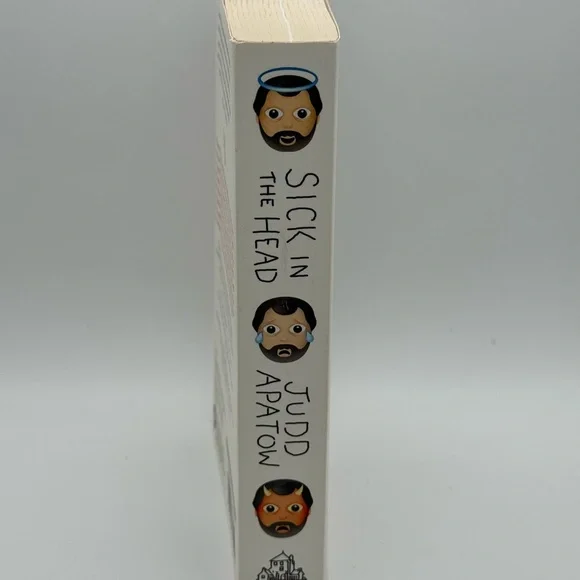 SICK IN
THE HEAD
JUDD
APATOW